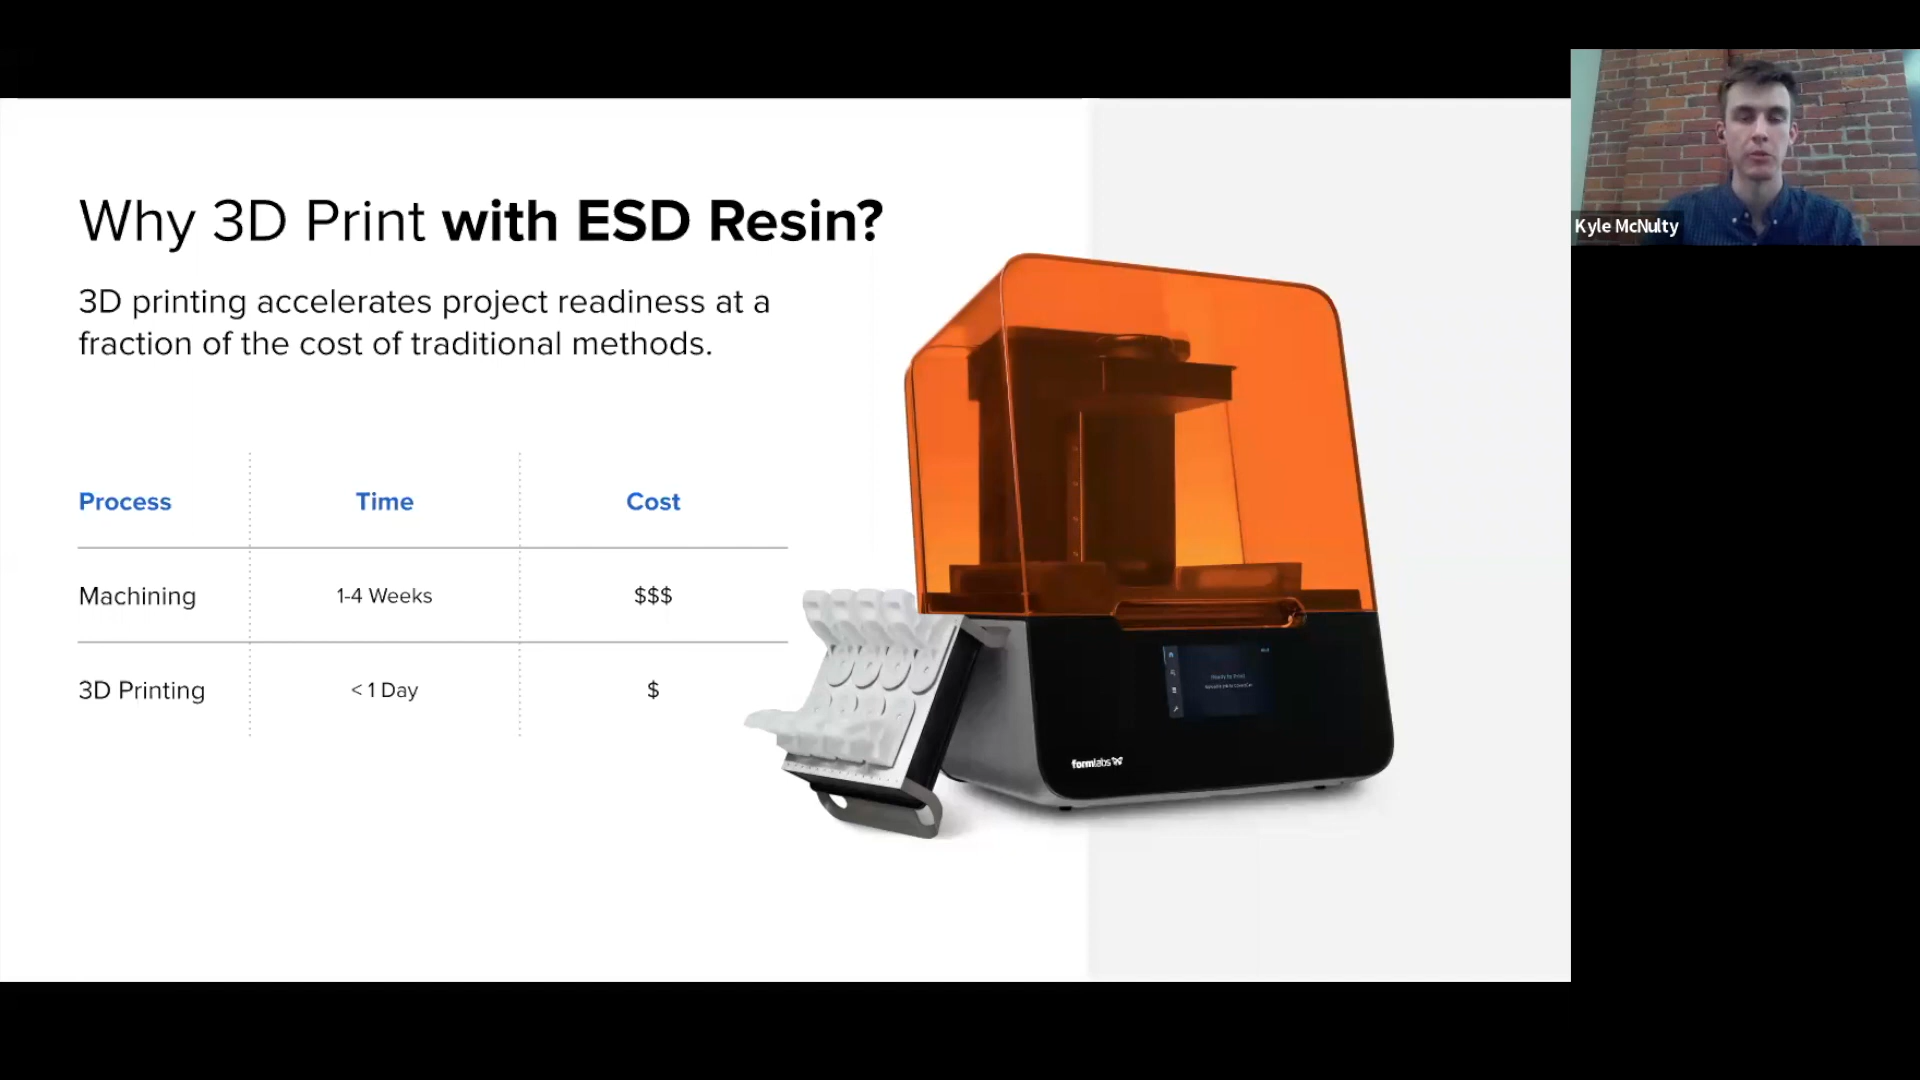 Why 3D Print with ESD Resin?
3D printing accelerates project readiness at a
fraction of the cost of traditional methods.
Process Time Cost
Machining 1-4 Weeks $$$
3D Printing < 1 Day $
formlabs
Kyle McNulty